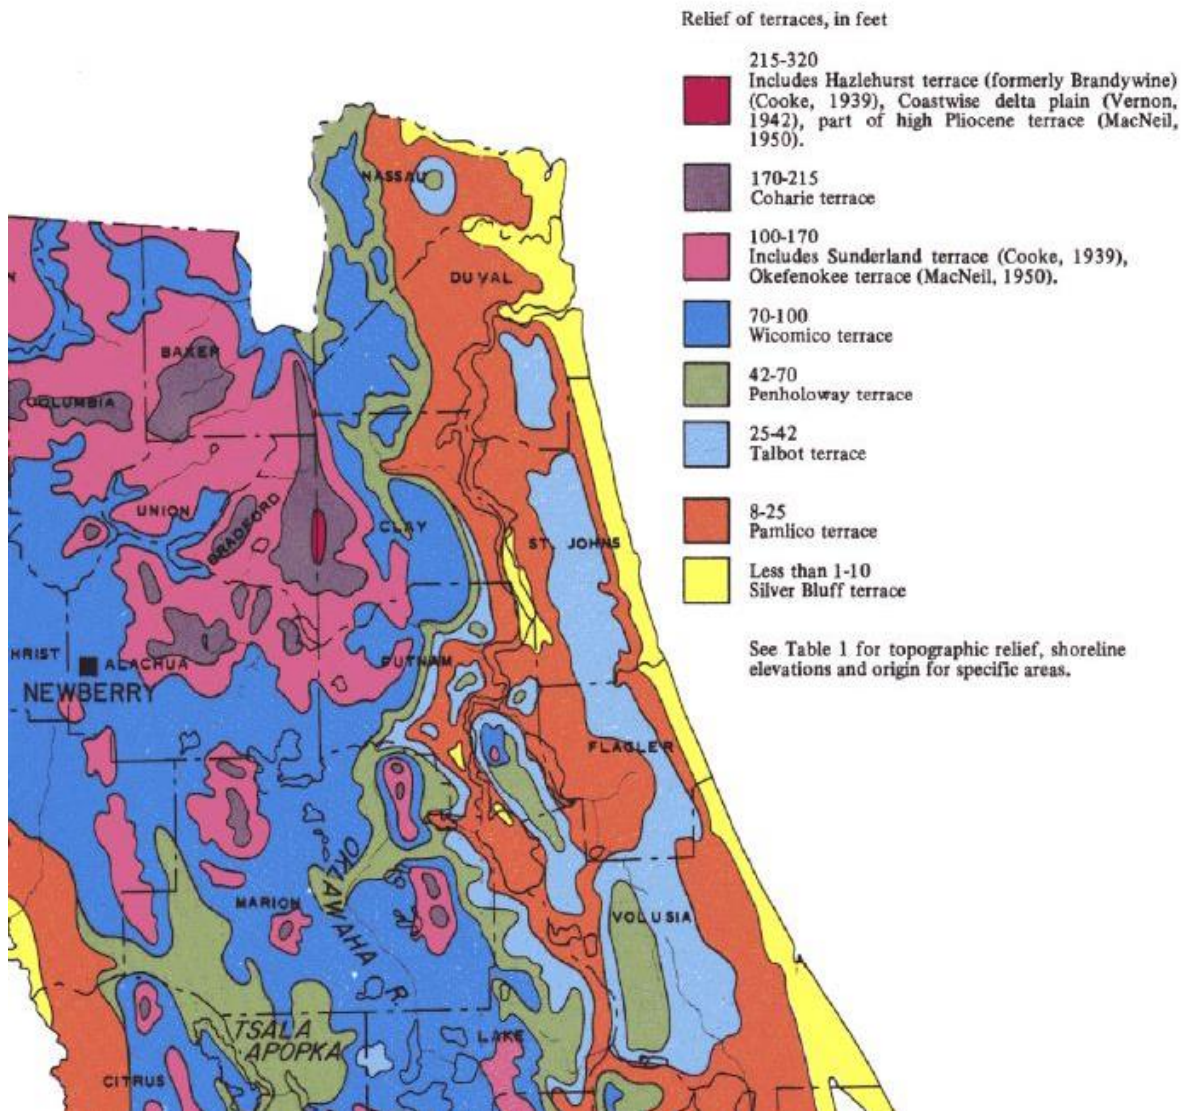 Relief of terraces, in feet
215-320
Includes Hazlehurst terrace (formerly Brandywine)
(Cooke, 1939), Coastwise delta plain (Vernon,
1942), part of high Pliocene terrace (MacNeil,
1950).
170-215
Coharie terrace
100-170
Includes Sunderland terrace (Cooke, 1939),
Okefenokee terrace (MacNeil, 1950).
70-100
Wicomico terrace
42-70
Penholoway terrace
25-42
Talbot terrace
8-25
Pamlico terrace
Less than 1-10
Silver Bluff terrace
See Table 1 for topographic relief, shoreline
elevations and origin for specific areas.
NASSAU
N
DUVAL
BAKER
COLUMBIA
UNION
BRADFORD
CLAY
ST. JOHNS
HRIST
ALACHUA
PUTNAM
NEWBERRY
FLAGLER
OKLAWAHA R.
MARION
VOLUSIA
TSALA
APOPKA
LAKE
CITRUS